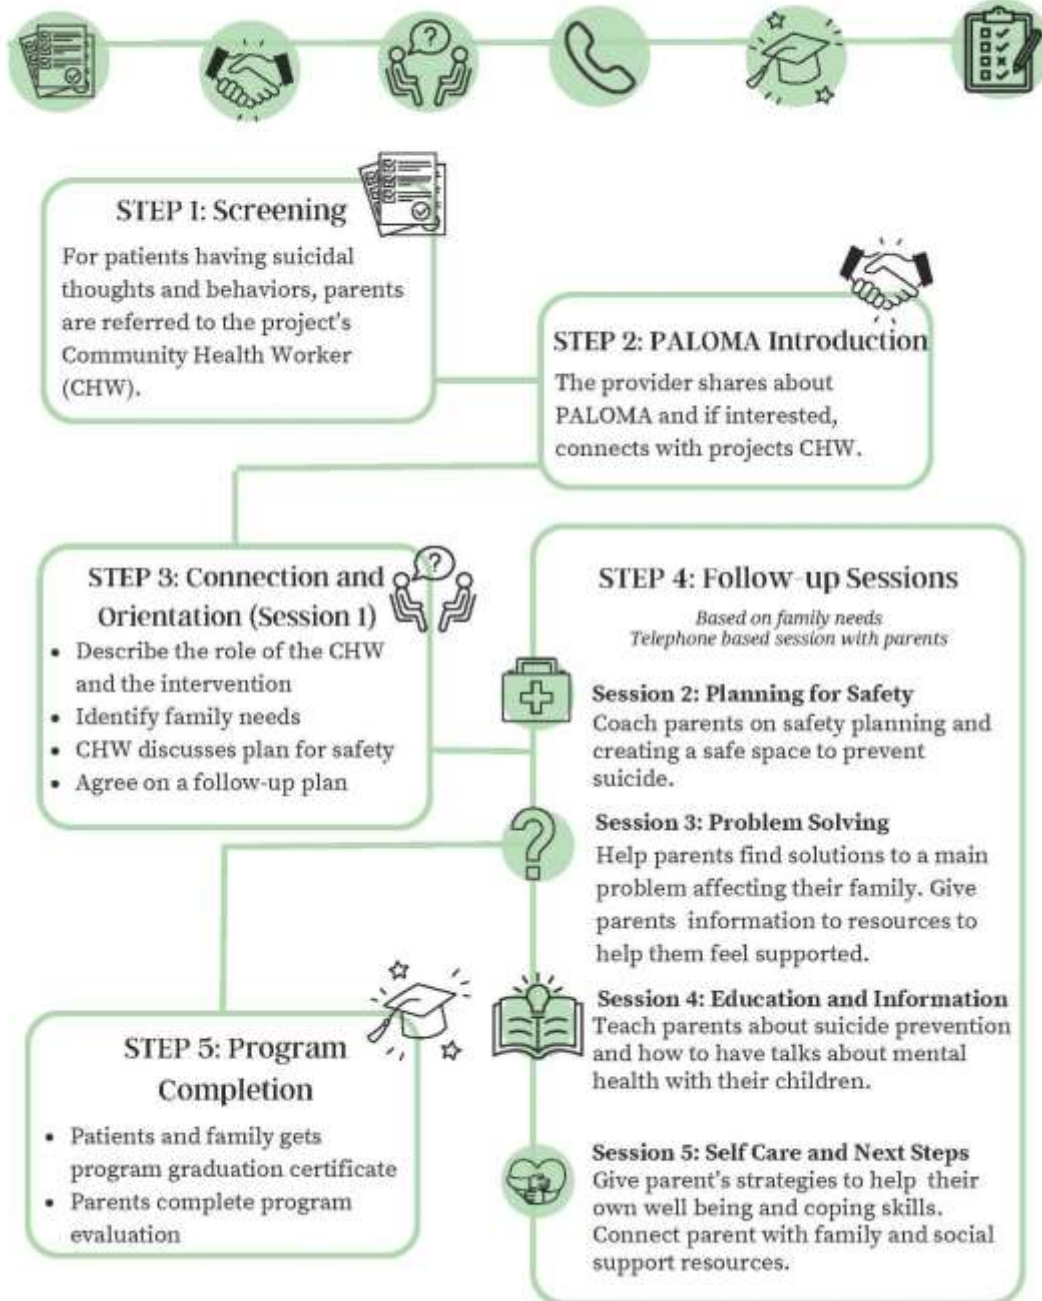 STEP 1: Screening
For patients having suicidal
thoughts and behaviors, parents
are referred to the project's
Community Health Worker
(CHW).
STEP 2: PALOMA Introduction
The provider shares about
PALOMA and if interested,
connects with projects CHW.
STEP 3: Connection and
Orientation (Session 1)
• Describe the role of the CHW
and the intervention
• Identify family needs
• CHW discusses plan for safety
• Agree on a follow-up plan
STEP 4: Follow-up Sessions
Based on family needs
Telephone based session with parents
Session 2: Planning for Safety
Coach parents on safety planning and
creating a safe space to prevent
suicide.
Session 3: Problem Solving
Help parents find solutions to a main
problem affecting their family. Give
parents information to resources to
help them feel supported.
Session 4: Education and Information
Teach parents about suicide prevention
and how to have talks about mental
health with their children.
Session 5: Self Care and Next Steps
Give parent's strategies to help their
own well being and coping skills.
Connect parent with family and social
support resources.
STEP 5: Program
Completion
• Patients and family gets
program graduation certificate
• Parents complete program
evaluation